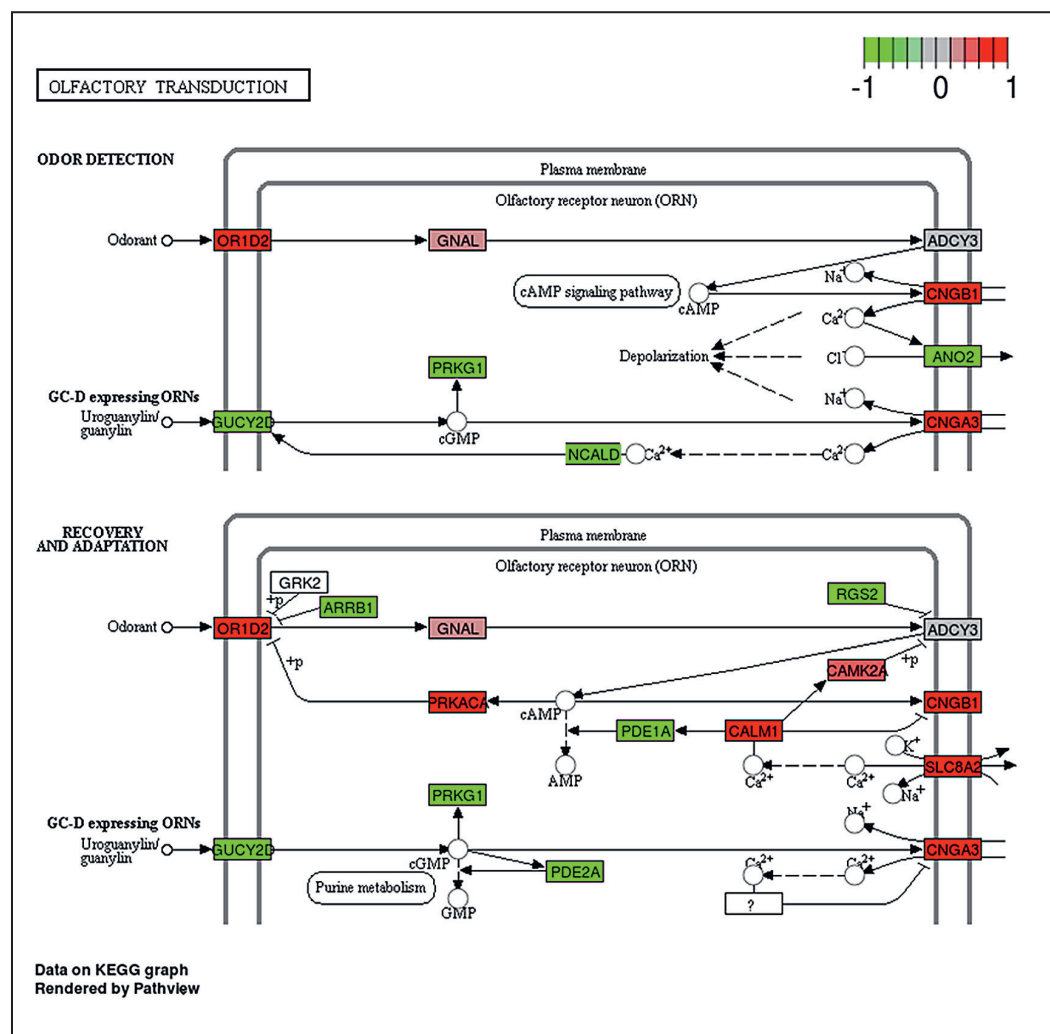 -1 0 1
OLFACTORY TRANSDUCTION
ODOR DETECTION
Plasma membrane
Olfactory receptor neuron (ORN)
Odorant
OR1D2
GNAL
ADCY3
Na+
cAMP signaling pathway
cAMP
CNGB1
Ca2+
Depolarization
Cl-
ANO2
PRKG1
Na+
GC-D expressing ORNs
Uroguanylin/
guanylin
GUCY2D
cGMP
CNGA3
NCALD
Ca2+
Ca2+
RECOVERY
AND ADAPTATION
Plasma membrane
Olfactory receptor neuron (ORN)
GRK2
+p
ARRB1
RGS2
Odorant
OR1D2
GNAL
ADCY3
+p
+p
CAMK2A
PRKACA
cAMP
CNGB1
PDE1A
CALM1
K+
AMP
Ca2+
Ca2+
SLC8A2
Na+
PRKG1
Na+
GC-D expressing ORNs
Uroguanylin/
guanylin
GUCY2D
cGMP
CNGA3
PDE2A
Ca2+
Ca2+
Purine metabolism
GMP
?
Data on KEGG graph
Rendered by Pathview